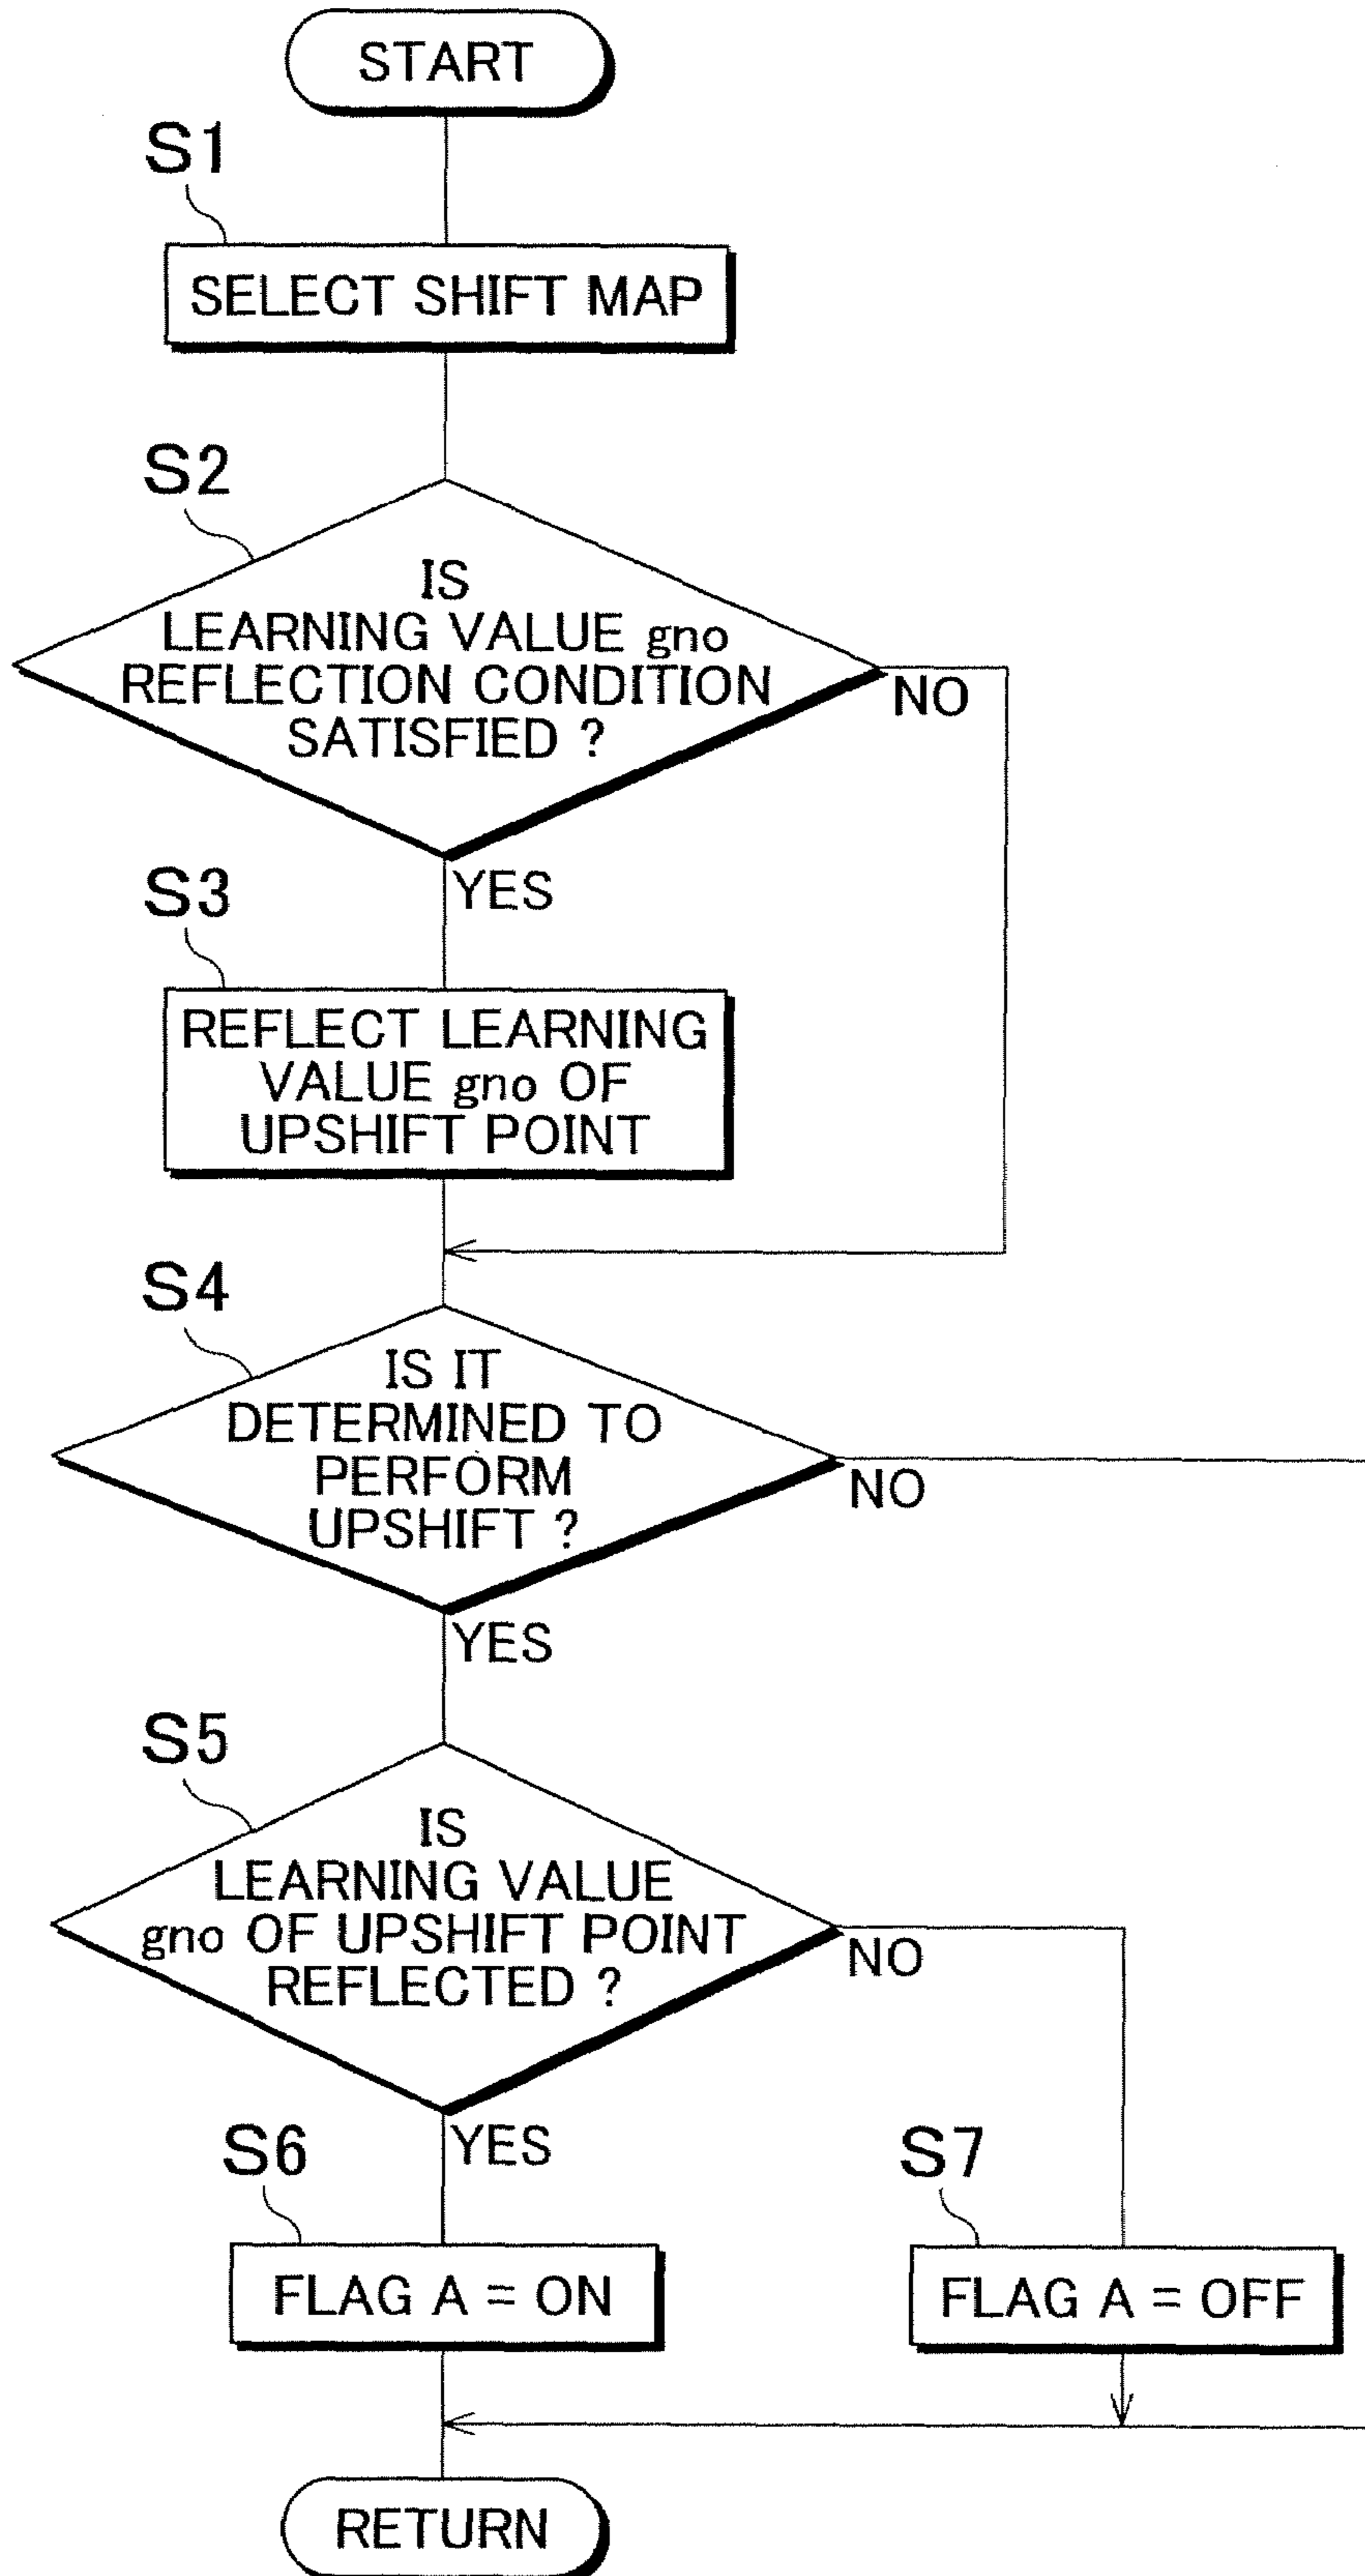 START
S1
SELECT SHIFT MAP
S2
IS
LEARNING VALUE gno
REFLECTION CONDITION
SATISFIED ?
NO
YES
S3
REFLECT LEARNING
VALUE gno OF
UPSHIFT POINT
S4
IS IT
DETERMINED TO
PERFORM
UPSHIFT ?
NO
YES
S5
IS
LEARNING VALUE
gno OF UPSHIFT POINT
REFLECTED ?
NO
YES
S6
S7
FLAG A = ON
FLAG A = OFF
RETURN